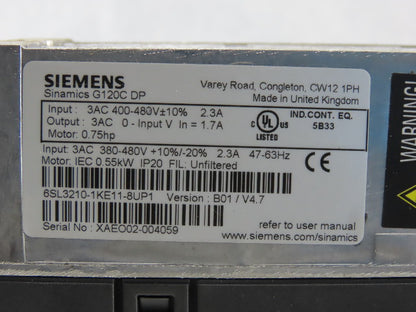 SIEMENS
Sinamics G120C DP
Varey Road, Congleton, CW12 1PH
Made in United Kingdom
Input : 3AC 400-480V±10% 2.3A
Output : 3AC 0 - Input V In = 1.7A
Motor: 0.75hp
C UL US
LISTED
IND.CONT. EQ.
5B33
Input: 3AC 380-480V +10%/-20% 2.3A 47-63Hz
Motor: IEC 0.55kW IP20 FIL: Unfiltered
CE
6SL3210-1KE11-8UP1 Version : B01 / V4.7
Serial No : XAEO02-004059
refer to user manual
www.siemens.com/sinamics
WARNING!